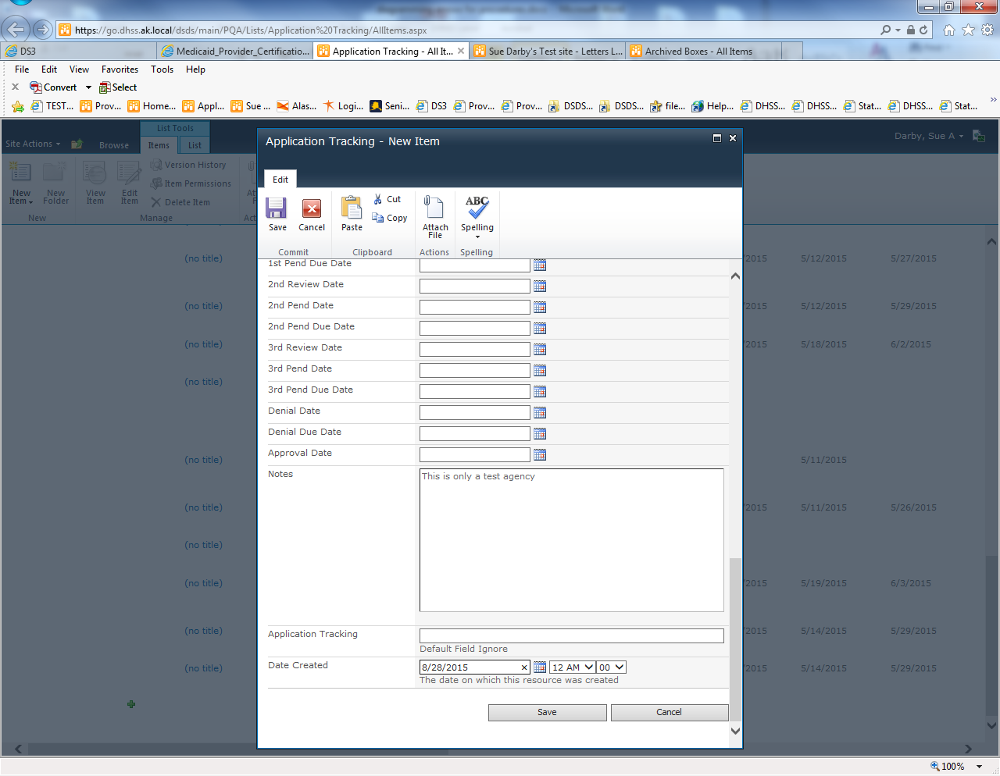 https://go.dhss.ak.local/dsds/main/PQA/Lists/Application%20Tracking/AllItems.aspx
DS3
Medicaid_Provider_Certificatio...
Application Tracking - All It...
Sue Darby's Test site - Letters L...
Archived Boxes - All Items
File Edit View Favorites Tools Help
Convert Select
TEST... Prov... Home... Appl... Sue ... Alas... Logi... Seni... DS3 Prov... Prov... DSDS... DSDS... file... Help... DHSS... DHSS... Stat... DHSS... Stat...
List Tools
Site Actions Browse Items List
Darby, Sue A
New Item
New Folder
View Item
Edit Item
Version History
Item Permissions
Delete Item
New
Manage
Application Tracking - New Item
Edit
Save
Cancel
Paste
Cut
Copy
Attach File
ABC
Spelling
Commit
Clipboard
Actions
Spelling
1st Pend Due Date
2nd Review Date
2nd Pend Date
2nd Pend Due Date
3rd Review Date
3rd Pend Date
3rd Pend Due Date
Denial Date
Denial Due Date
Approval Date
Notes
This is only a test agency
Application Tracking
Default Field Ignore
Date Created
8/28/2015
12 AM
00
The date on which this resource was created
Save
Cancel
(no title) /2015 5/12/2015 5/27/2015
(no title) /2015 5/12/2015 5/29/2015
(no title) /2015 5/18/2015 6/2/2015
(no title)
(no title) 5/11/2015
(no title) /2015 5/11/2015 5/26/2015
(no title)
(no title) /2015 5/19/2015 6/3/2015
(no title) /2015 5/14/2015 5/29/2015
(no title) /2015 5/14/2015 5/29/2015
100%